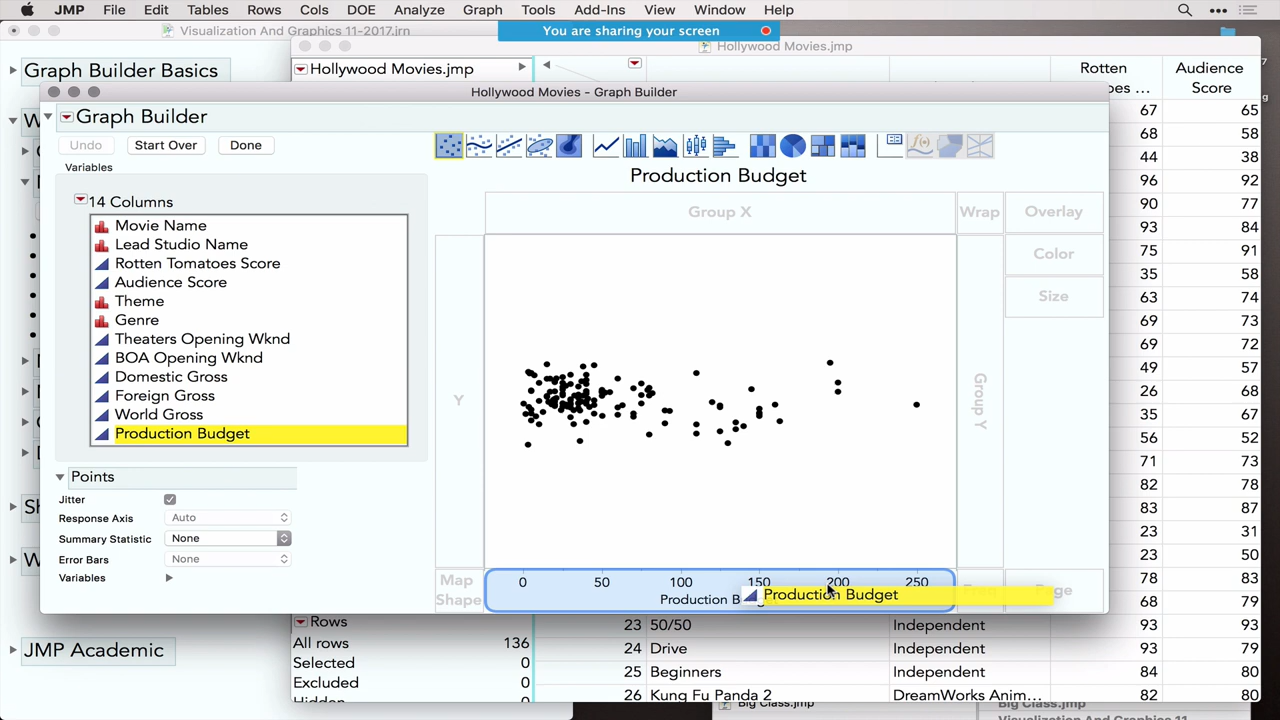 JMP File Edit Tables Rows Cols DOE Analyze Graph Tools Add-Ins View Window Help
Visualization And Graphics 11-2017.jrn
You are sharing your screen
Hollywood Movies.jmp
Graph Builder Basics
Hollywood Movies.jmp
Rotten
Audience
Score
Hollywood Movies - Graph Builder
Graph Builder
Undo Start Over Done
Variables
Production Budget
14 Columns
Movie Name
Lead Studio Name
Rotten Tomatoes Score
Audience Score
Theme
Genre
Theaters Opening Wknd
BOA Opening Wknd
Domestic Gross
Foreign Gross
World Gross
Production Budget
Group X
Wrap
Overlay
Color
Size
Y
Group Y
Points
Jitter
Response Axis Auto
Summary Statistic None
Error Bars None
Variables
Map
Shape
0 50 100 150 200 250
Production Budget
67 65
68 58
44 38
96 92
90 77
93 84
75 91
35 58
63 74
69 73
69 72
49 57
26 68
35 67
56 52
71 73
82 78
83 87
23 31
23 50
78 83
68 79
Rows
All rows 136
Selected 0
Excluded 0
Hidden
23 50/50 Independent 93 93
24 Drive Independent 93 79
25 Beginners Independent 84 80
26 Kung Fu Panda 2 DreamWorks Anim... 82 80
JMP Academic
Big Class.jmp
Visualization And Graphics 11